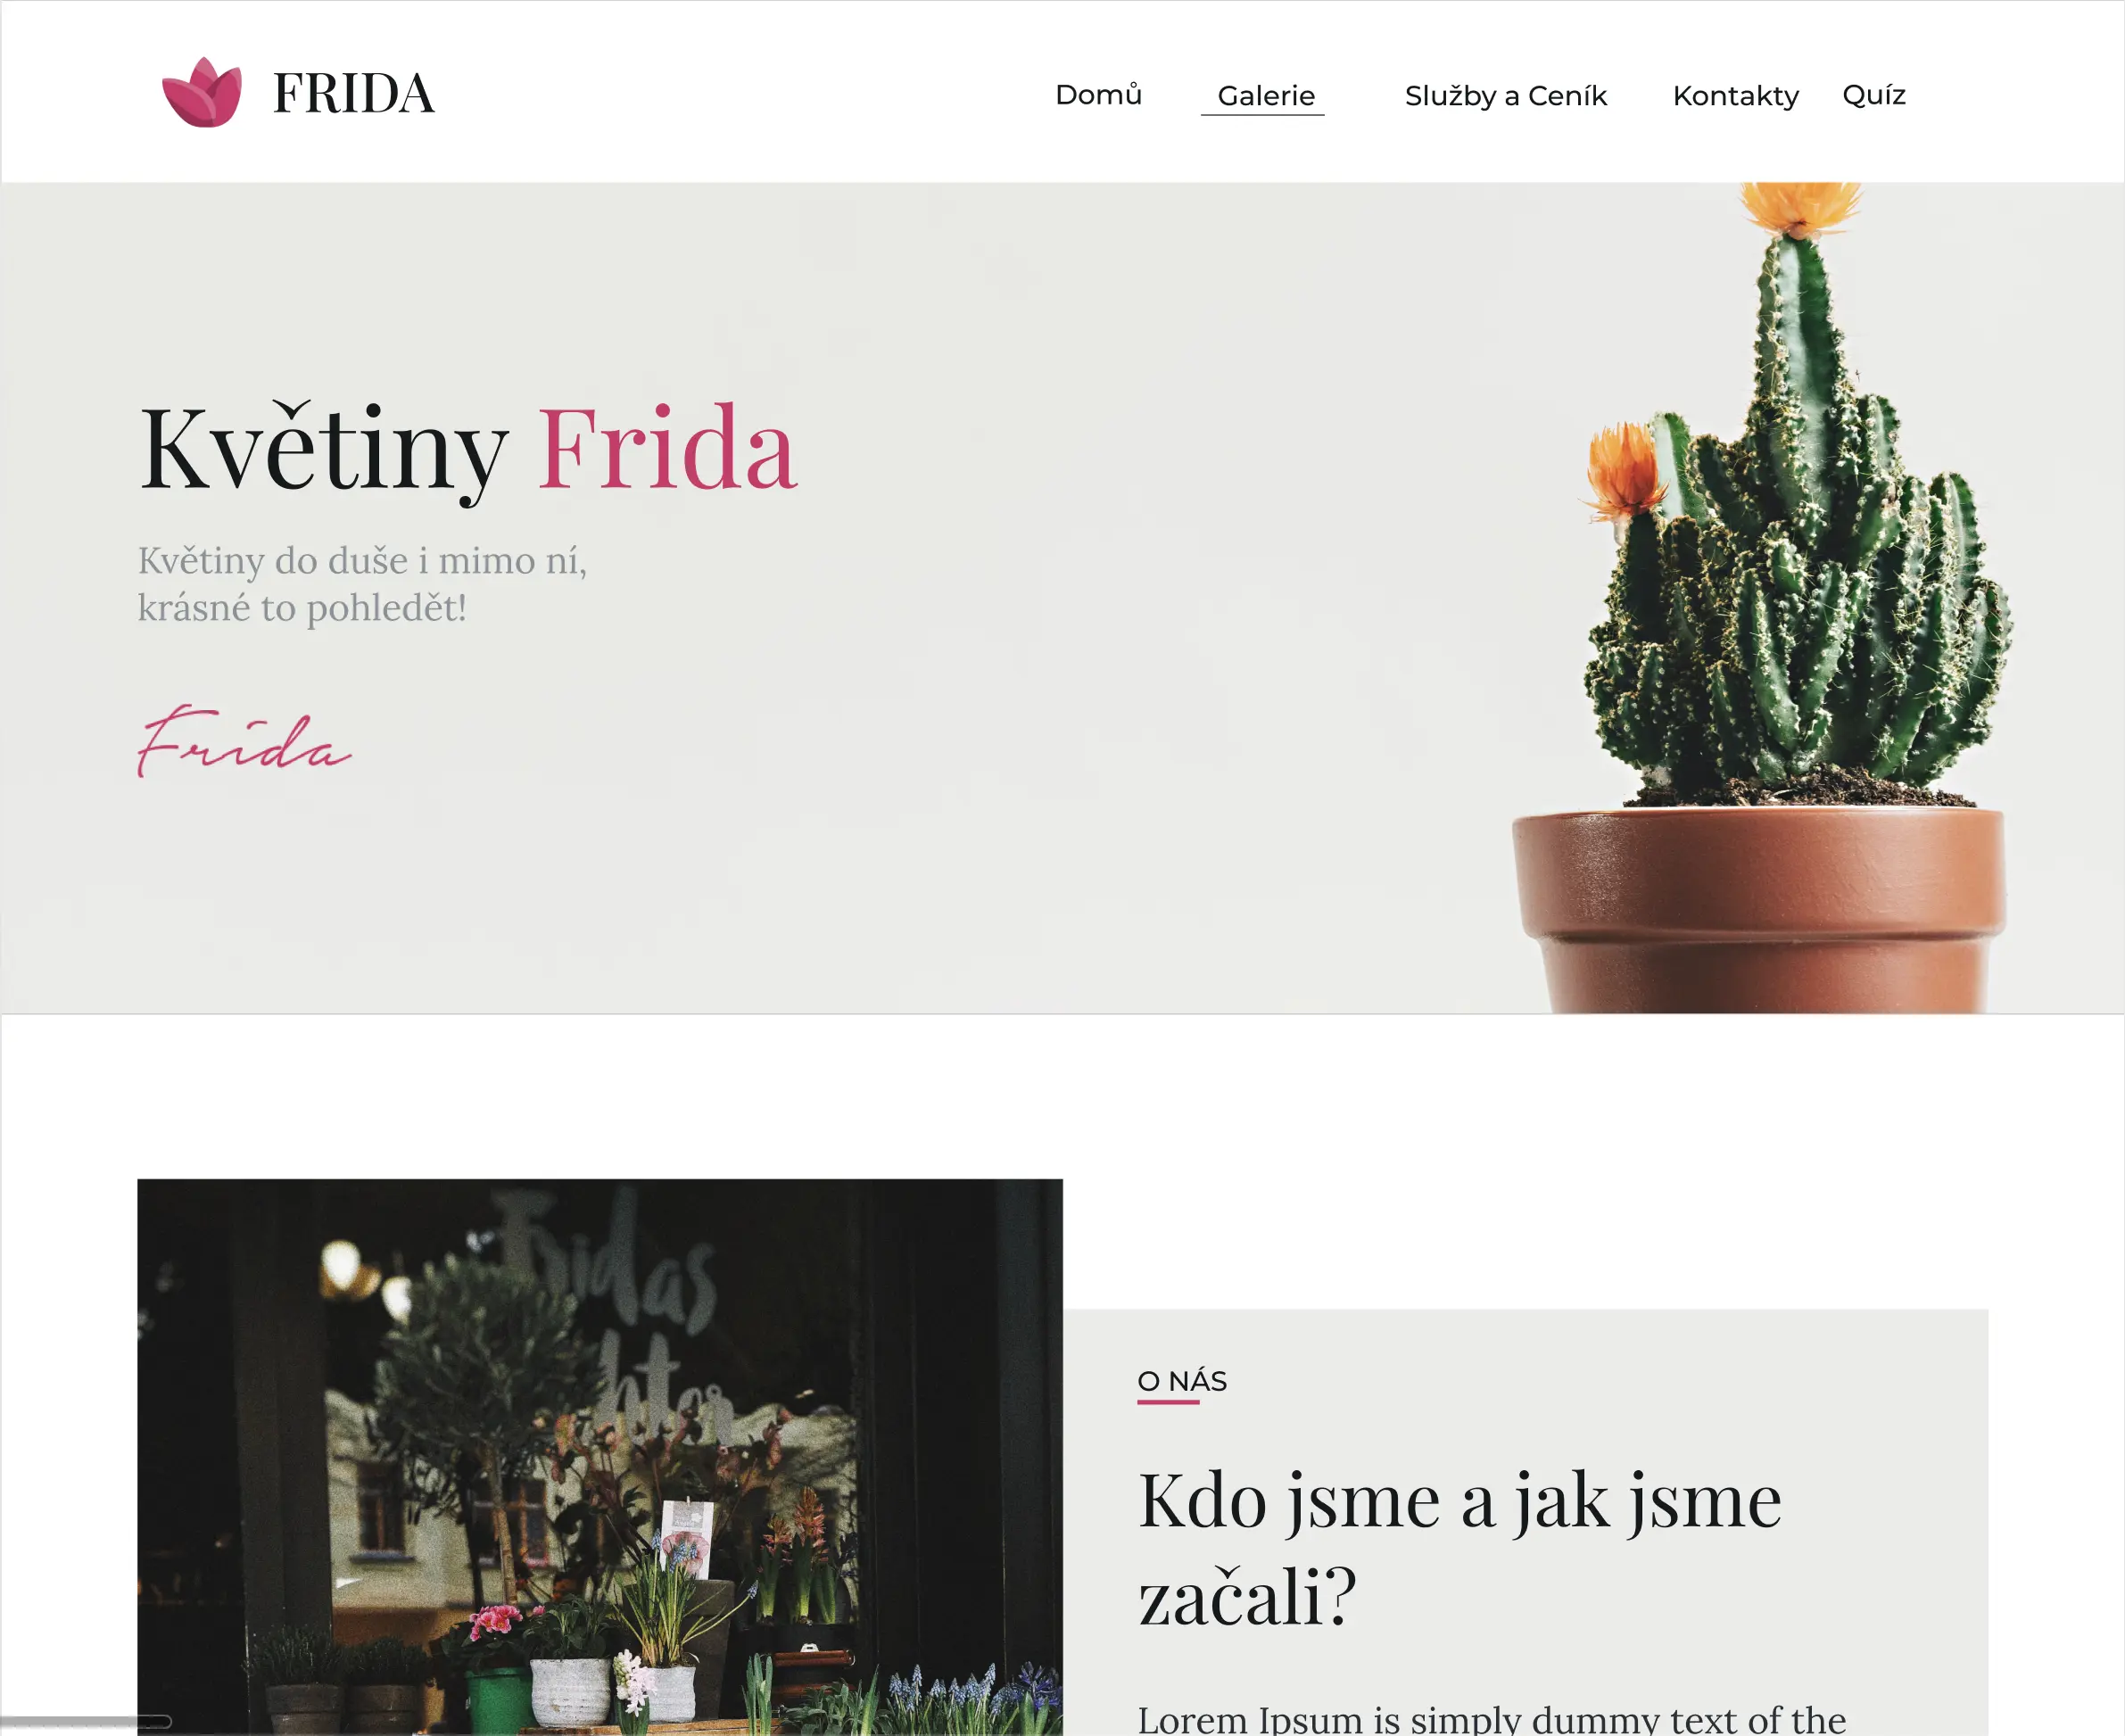 FRIDA
Domů Galerie Služby a Ceník Kontakty Quíz
Květiny Frida
Květiny do duše i mimo ní,
krásné to pohledět!
Frida
Fridas
O NÁS
Kdo jsme a jak jsme
začali?
Lorem Ipsum is simply dummy text of the